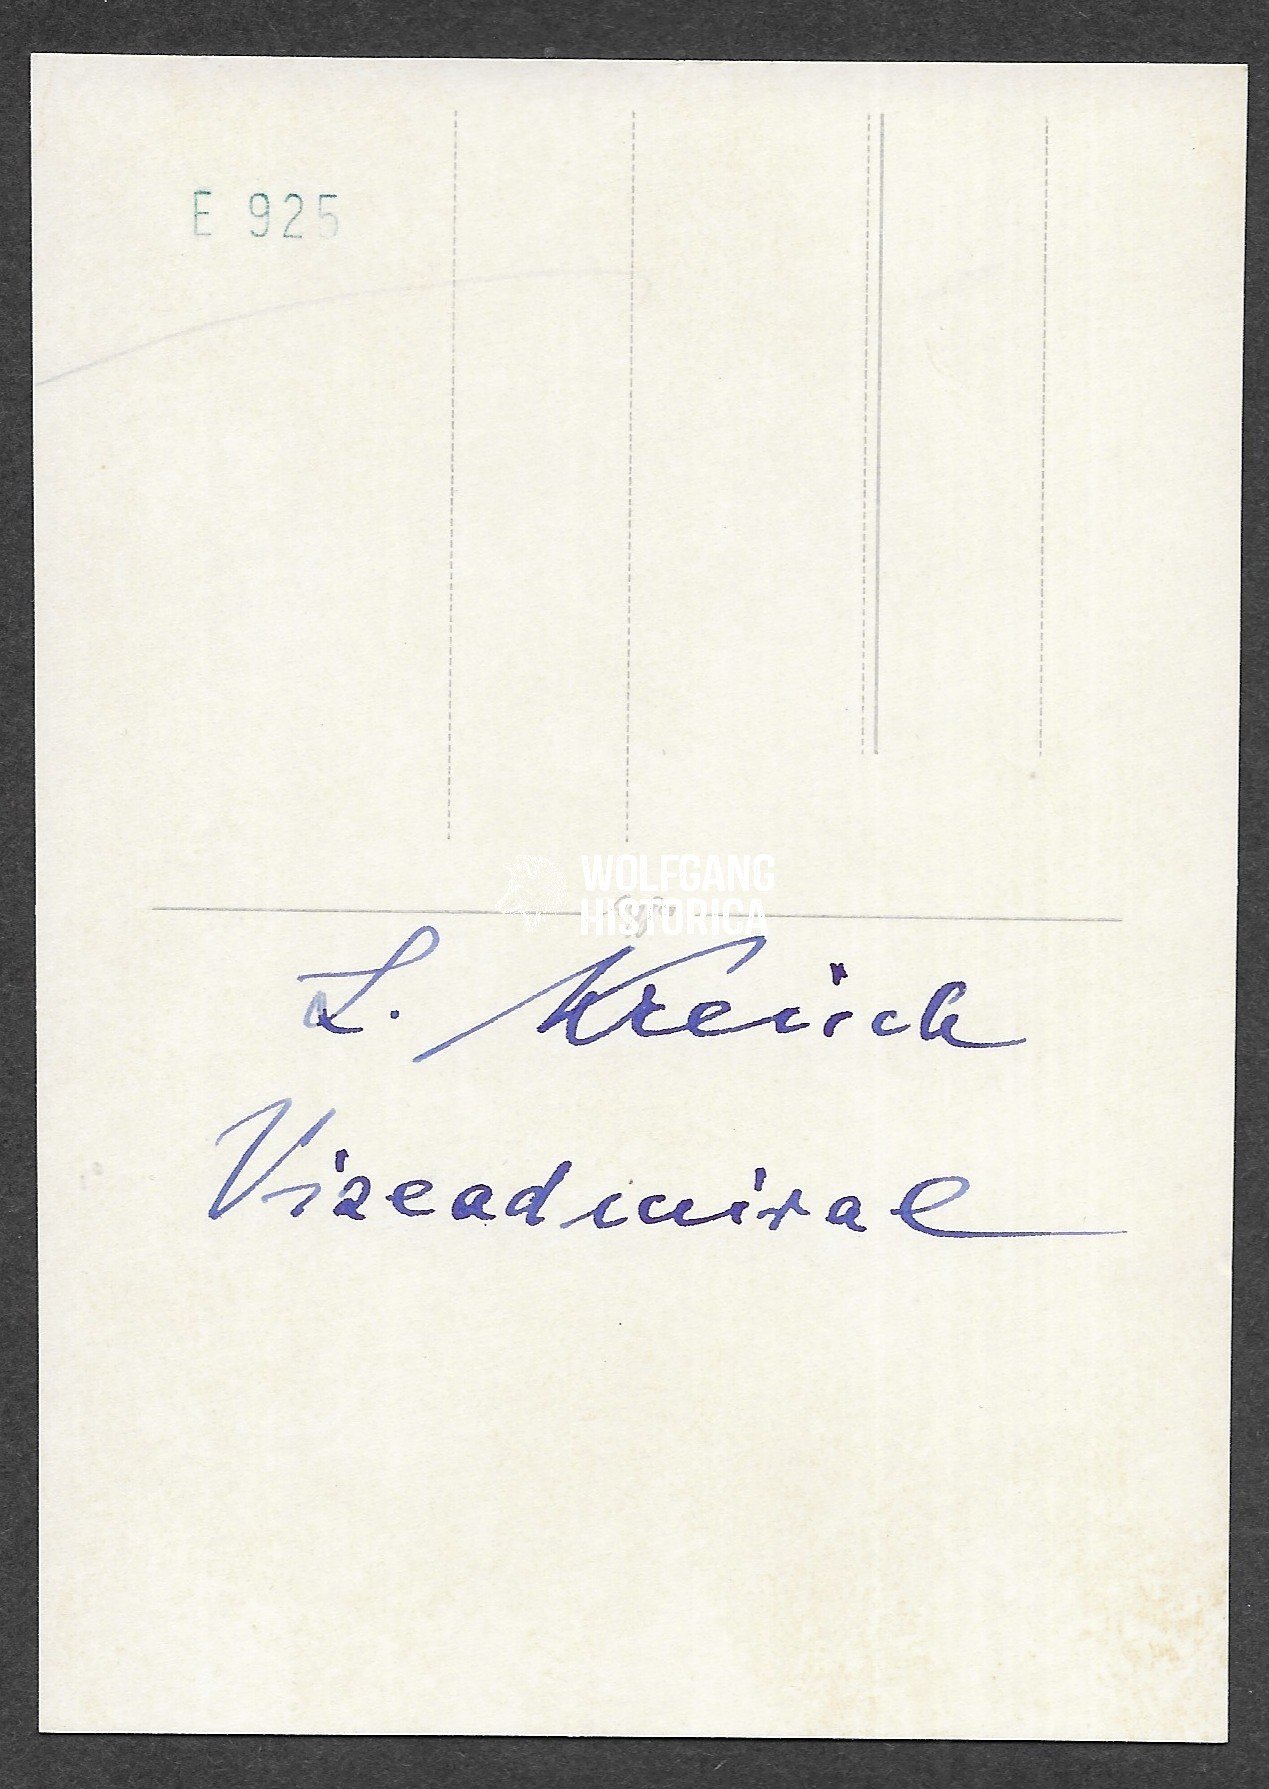 E 925
WOLFGANG
HISTORICA
L. Kreisch
Vizeadmiral